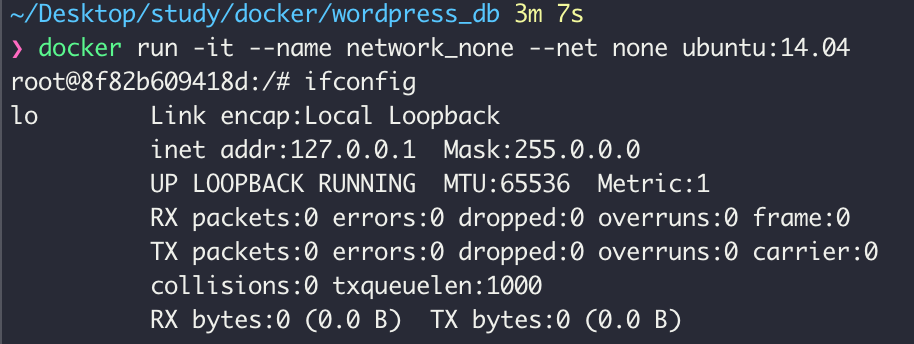 ~/Desktop/study/docker/wordpress_db 3m 7s
❯ docker run -it --name network_none --net none ubuntu:14.04
root@8f82b609418d:/# ifconfig
lo        Link encap:Local Loopback
          inet addr:127.0.0.1  Mask:255.0.0.0
          UP LOOPBACK RUNNING  MTU:65536  Metric:1
          RX packets:0 errors:0 dropped:0 overruns:0 frame:0
          TX packets:0 errors:0 dropped:0 overruns:0 carrier:0
          collisions:0 txqueuelen:1000
          RX bytes:0 (0.0 B)  TX bytes:0 (0.0 B)